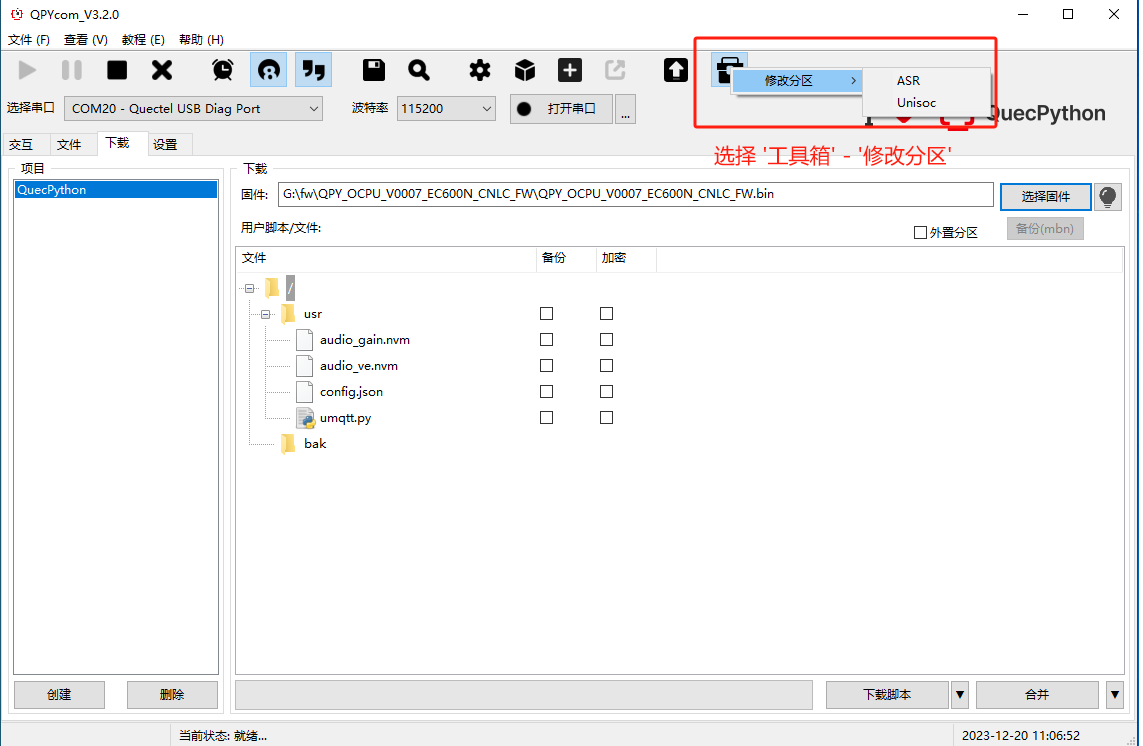 QPYcom_V3.2.0
文件 (F) 查看 (V) 教程 (E) 帮助 (H)
修改分区
ASR
Unisoc
选择串口 COM20 - Quectel USB Diag Port 波特率 115200 打开串口 ... QuecPython
交互 文件 下载 设置
选择 '工具箱' - '修改分区'
项目
QuecPython
下载
固件: G:\fw\QPY_OCPU_V0007_EC600N_CNLC_FW\QPY_OCPU_V0007_EC600N_CNLC_FW.bin 选择固件
用户脚本/文件: 外置分区 备份(mbn)
文件 备份 加密
/
usr
audio_gain.nvm
audio_ve.nvm
config.json
umqtt.py
bak
创建 删除 下载脚本 合并
当前状态: 就绪... 2023-12-20 11:06:52